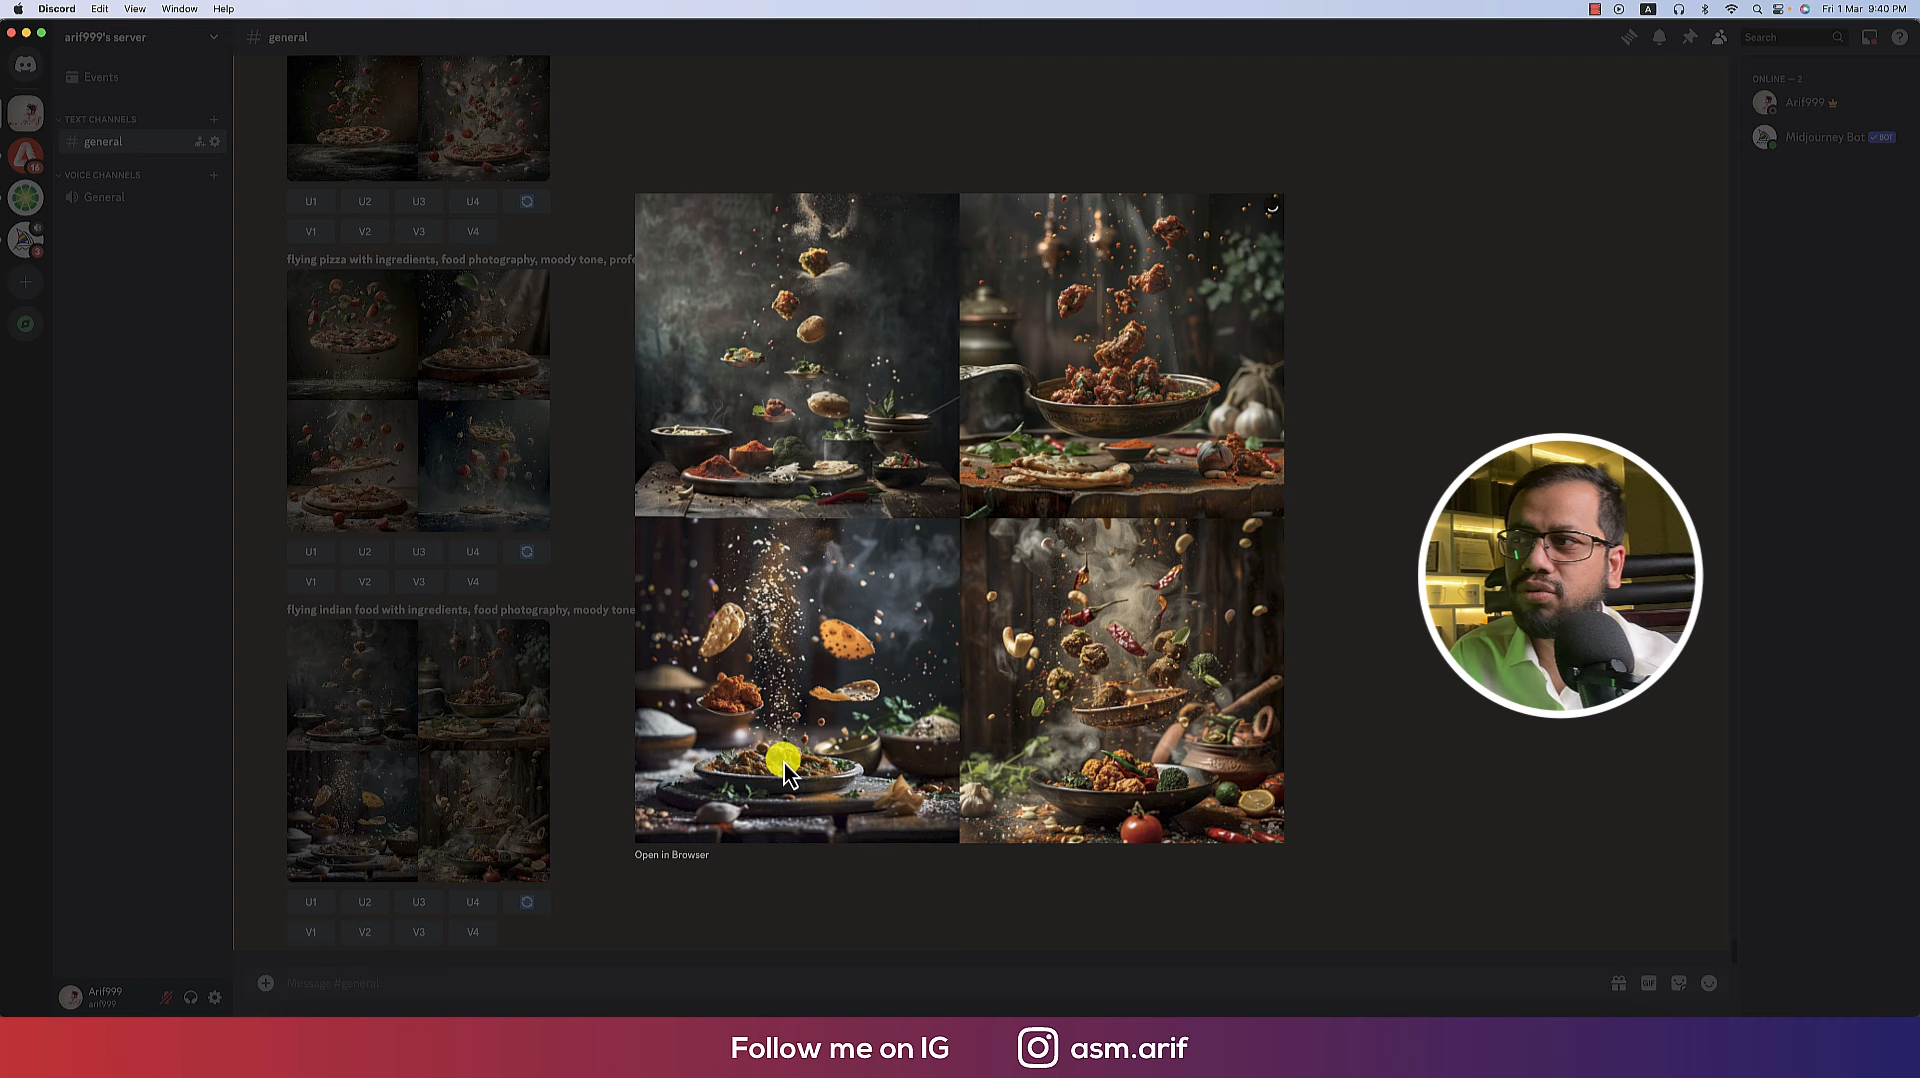 Discord Edit View Window Help
A
Fri 1 Mar 9:40 PM
arif999's server
# general
Search
Events
TEXT CHANNELS
# general
VOICE CHANNELS
General
16
3
ONLINE — 2
Arif999
Midjourney Bot BOT
U1 U2 U3 U4
V1 V2 V3 V4
flying pizza with ingredients, food photography, moody tone, profe
U1 U2 U3 U4
V1 V2 V3 V4
flying indian food with ingredients, food photography, moody tone
U1 U2 U3 U4
V1 V2 V3 V4
Open in Browser
Arif999
arif999
Message #general
GIF
Follow me on IG asm.arif